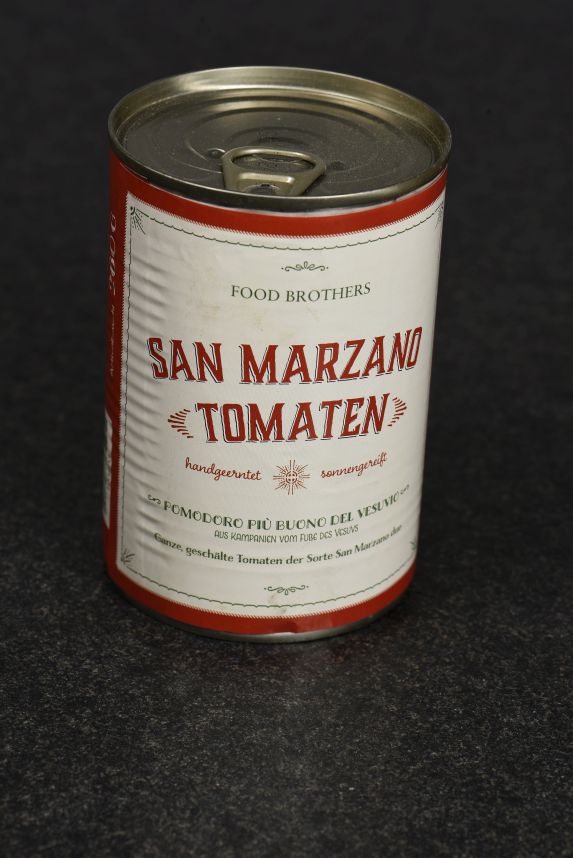 FOOD BROTHERS
SAN MARZANO
TOMATEN
handgeerntet sonnengereift
POMODORO PIÙ BUONO DEL VESUVIO
AUS KAMPANIEN VOM FUßE DES VESUVS
Ganze, geschälte Tomaten der Sorte San Marzano due